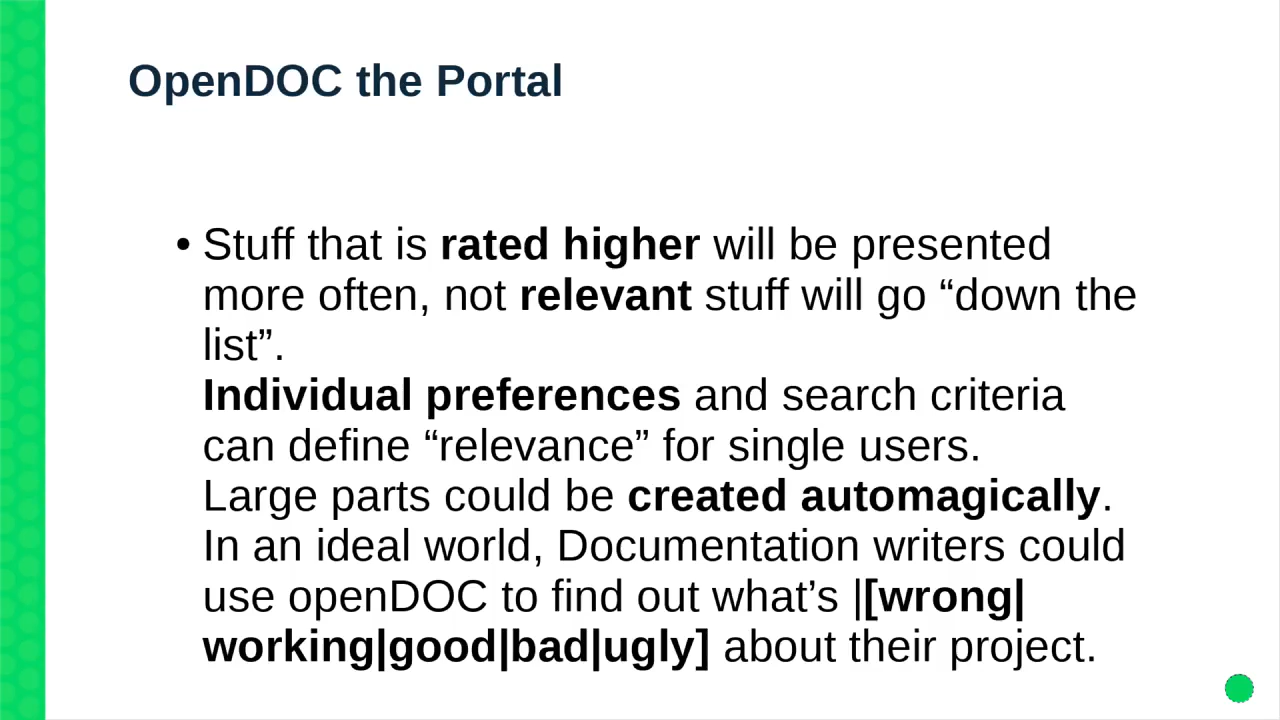 OpenDOC the Portal
• Stuff that is rated higher will be presented
more often, not relevant stuff will go “down the
list”.
Individual preferences and search criteria
can define “relevance” for single users.
Large parts could be created automagically.
In an ideal world, Documentation writers could
use openDOC to find out what’s |[wrong|
working|good|bad|ugly] about their project.